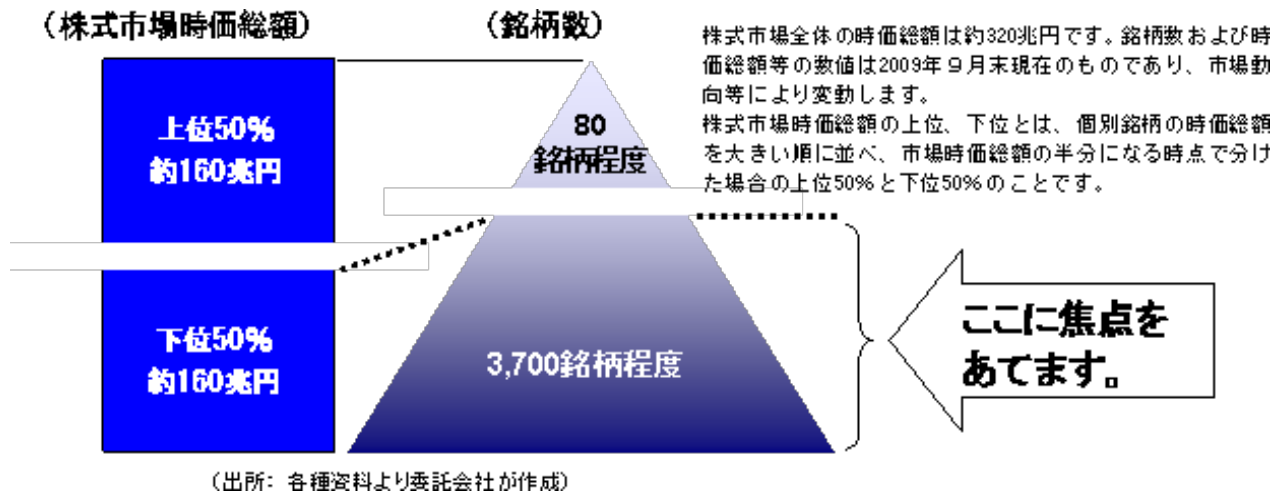 (株式市場時価総額)
(銘柄数)
株式市場全体の時価総額は約320兆円です。銘柄数および時
価総額等の数値は2009年9月末現在のものであり、市場動
向等により変動します。
株式市場時価総額の上位、下位とは、個別銘柄の時価総額
を大きい順に並べ、市場時価総額の半分になる時点で分け
た場合の上位50%と下位50%のことです。
上位50%
約160兆円
80
銘柄程度
下位50%
約160兆円
3,700銘柄程度
ここに焦点を
あてます。
(出所: 各種資料より委託会社が作成)